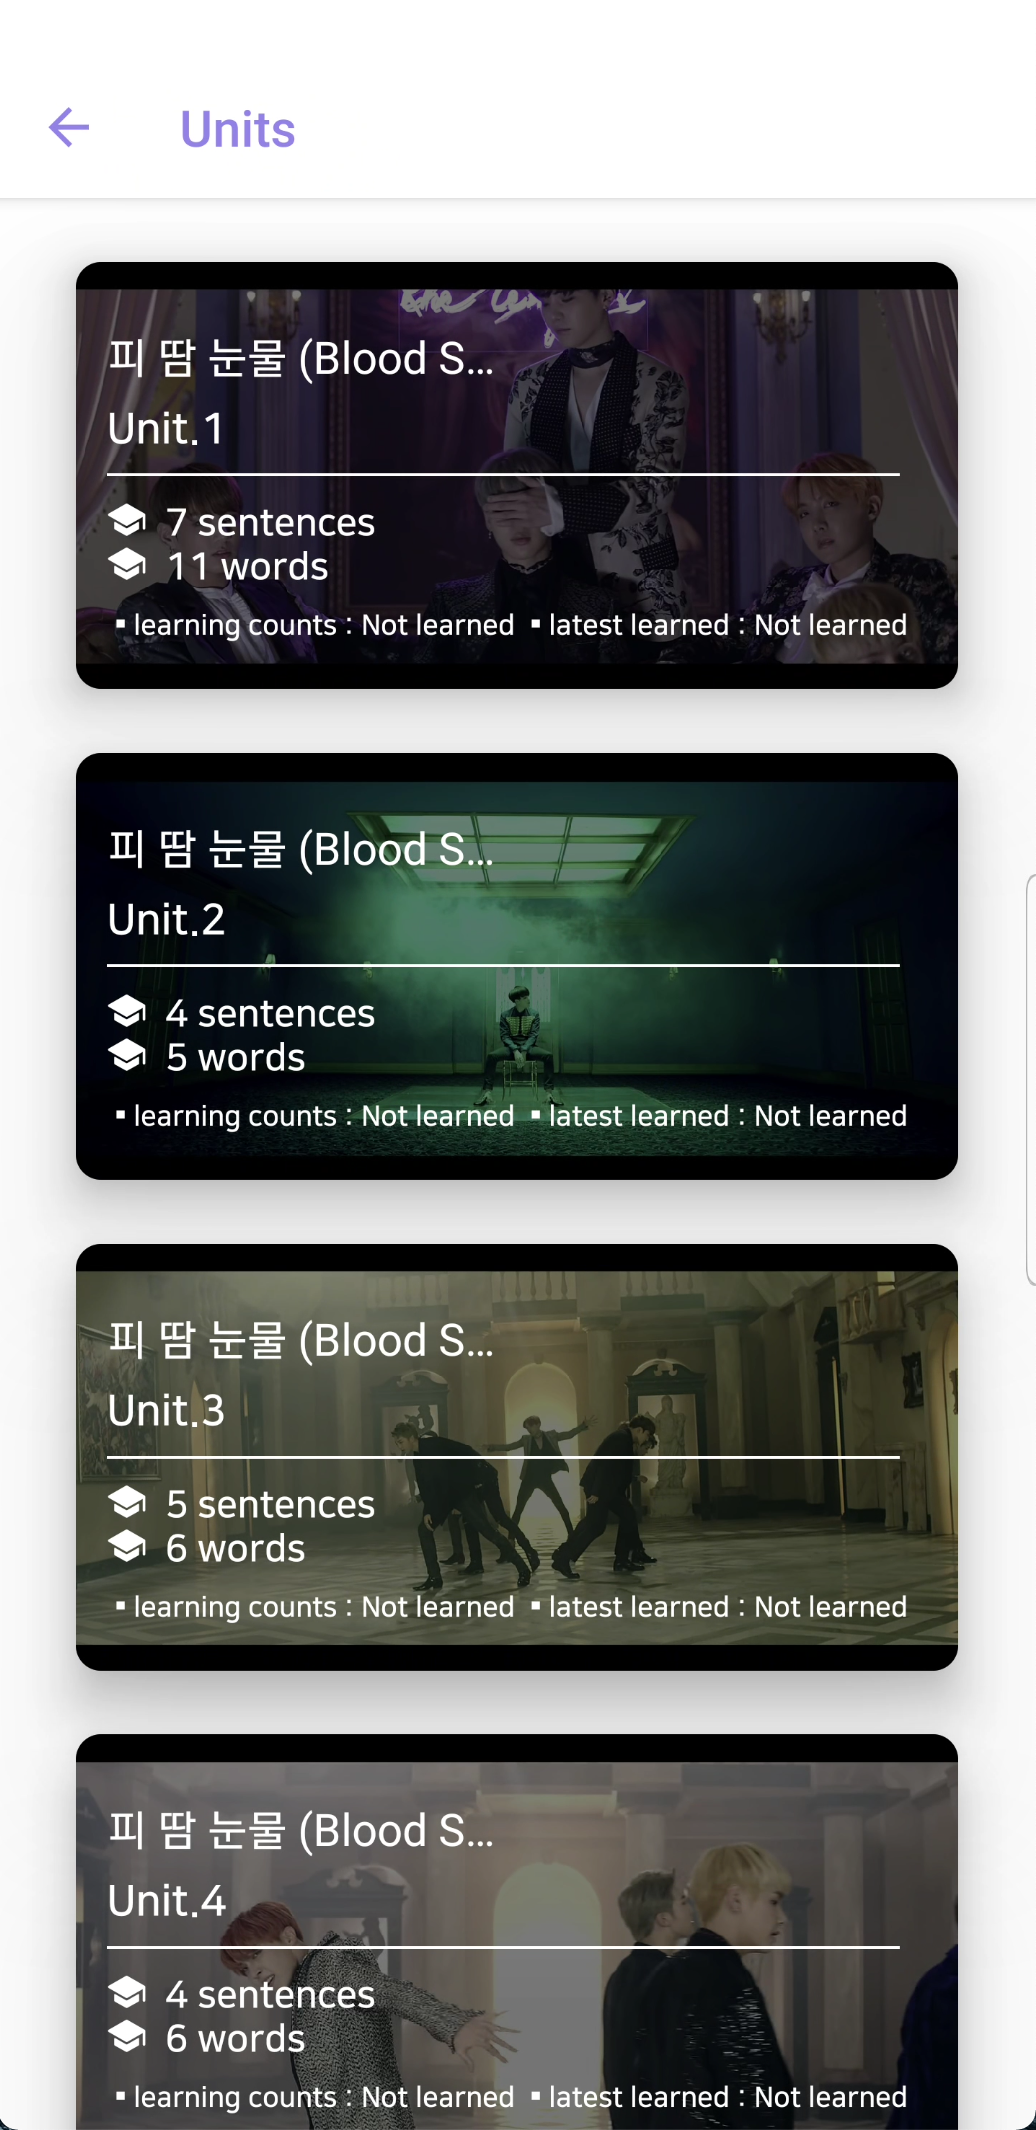 Units
피 땀 눈물 (Blood S...
Unit.1
7 sentences
11 words
▪ learning counts : Not learned ▪ latest learned : Not learned
피 땀 눈물 (Blood S...
Unit.2
4 sentences
5 words
▪ learning counts : Not learned ▪ latest learned : Not learned
피 땀 눈물 (Blood S...
Unit.3
5 sentences
6 words
▪ learning counts : Not learned ▪ latest learned : Not learned
피 땀 눈물 (Blood S...
Unit.4
4 sentences
6 words
▪ learning counts : Not learned ▪ latest learned : Not learned